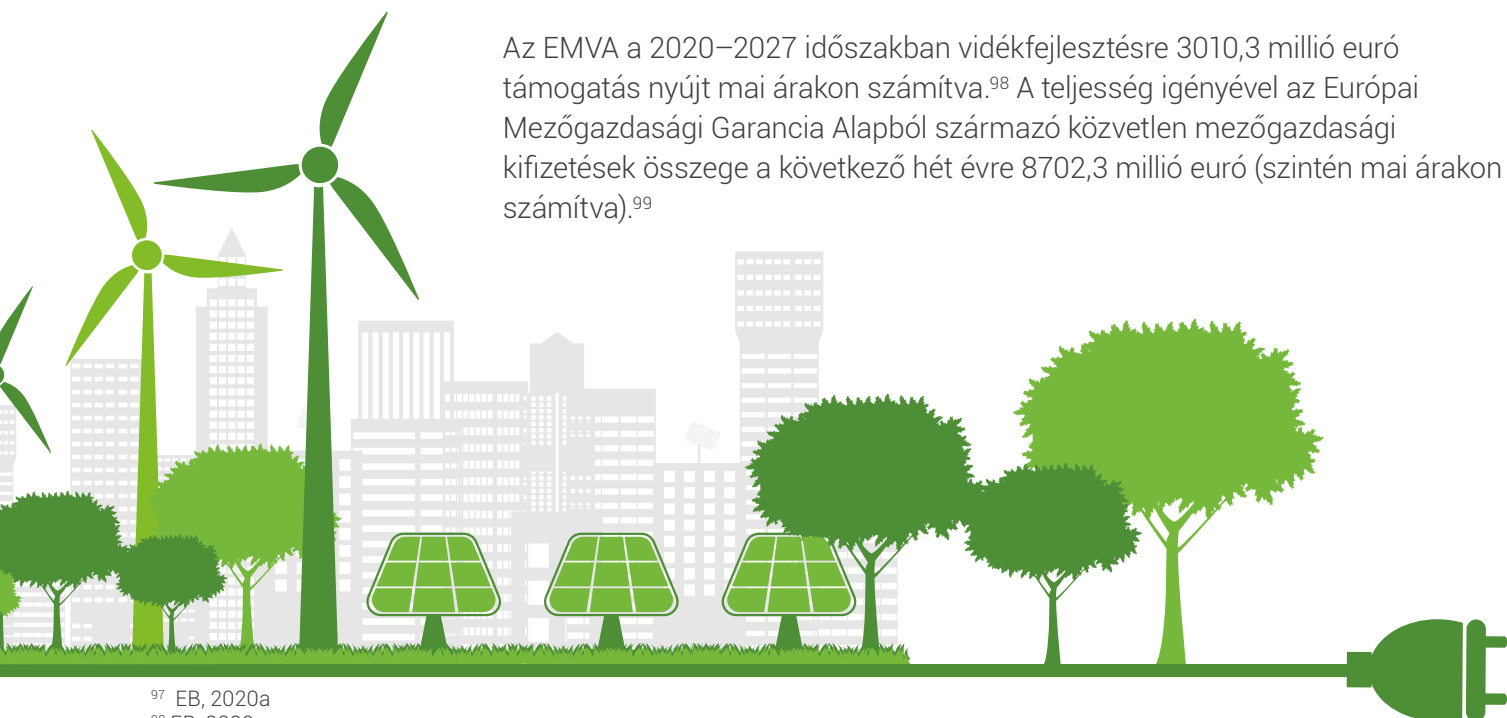 Az EMVA a 2020–2027 időszakban vidékfejlesztésre 3010,3 millió euró
támogatás nyújt mai árakon számítva.98 A teljesség igényével az Európai
Mezőgazdasági Garancia Alapból származó közvetlen mezőgazdasági
kifizetések összege a következő hét évre 8702,3 millió euró (szintén mai árakon
számítva).99
97 EB, 2020a